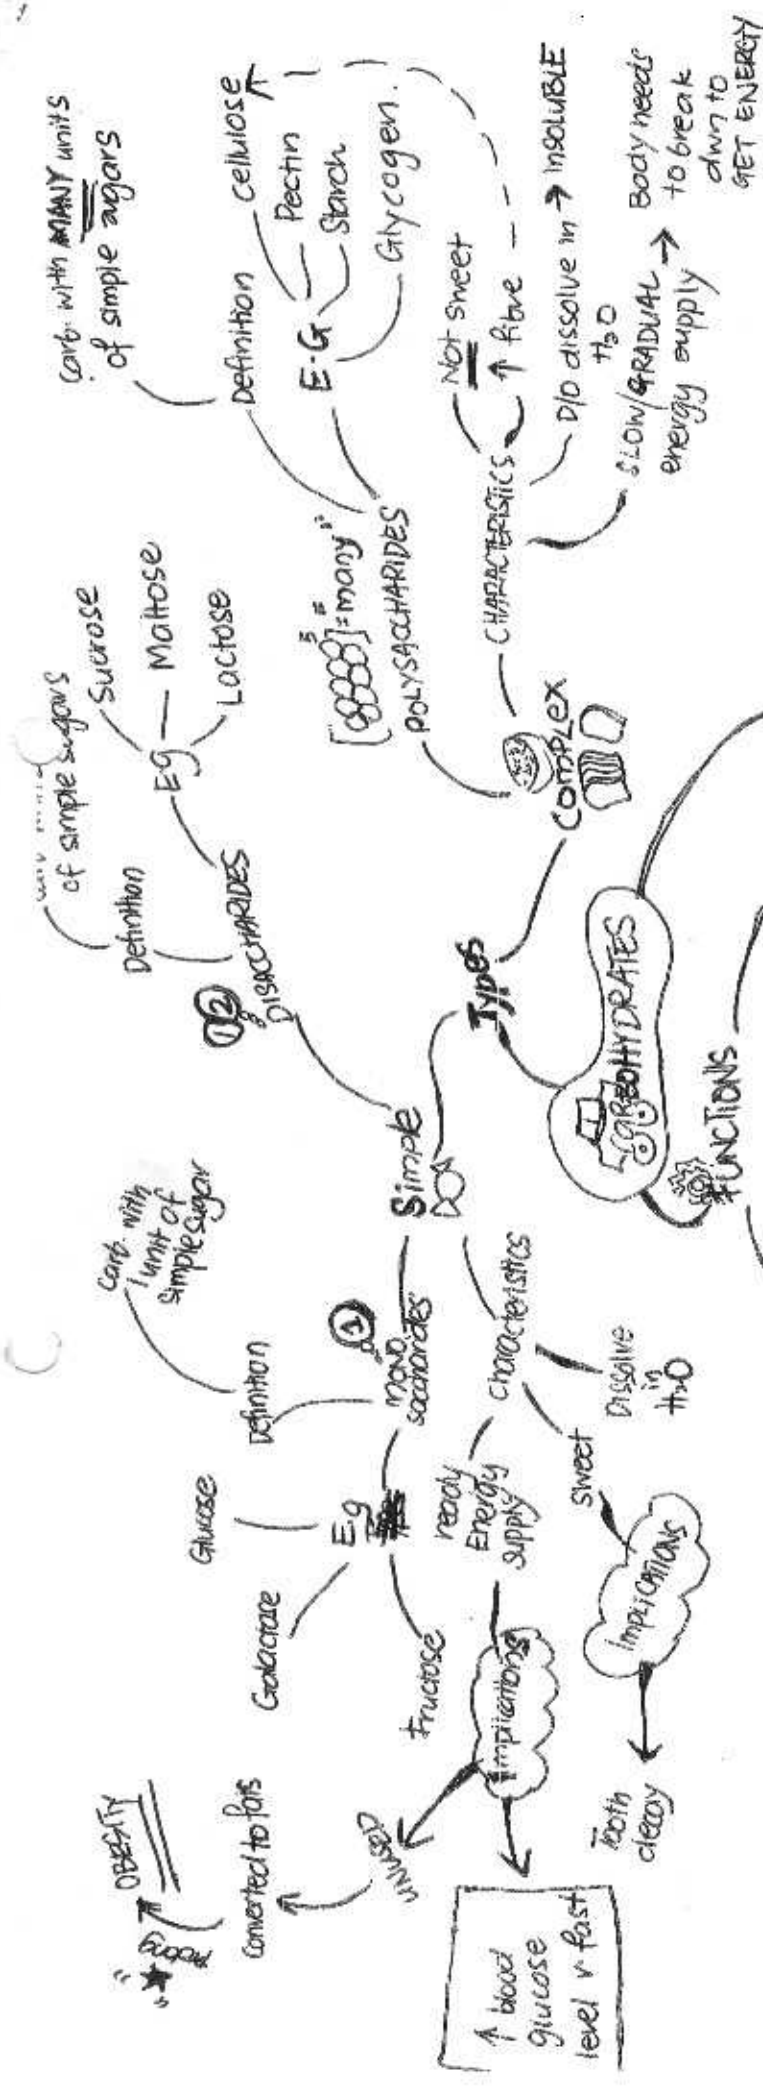 CARBOHYDRATES
FUNCTIONS
Types
Simple
MONO
saccharides
1
Definition
Carb. with
1 unit of
simple sugar
E.g
Glucose
Galactose
Fructose
characteristics
ready
Energy
supply
Implications
UNUSED
Converted to fats
OBESITY
↑ blood
glucose
level v fast
sweet
IMPLICATIONS
Tooth
decay
Dissolve
in
H2O
DISACCHARIDES
1 2
Definition
of simple sugars
E.g
Sucrose
Maltose
Lactose
COMPLEX
POLYSACCHARIDES
= many
Definition
Carb. with MANY units
of simple sugars
E.G
cellulose
Pectin
Starch
Glycogen.
CHARACTERISTICS
Not sweet
↑ fibre
D/O dissolve in → INSOLUBLE
H2O
SLOW/GRADUAL →
energy supply
Body needs
to break
dwn to
GET ENERGY